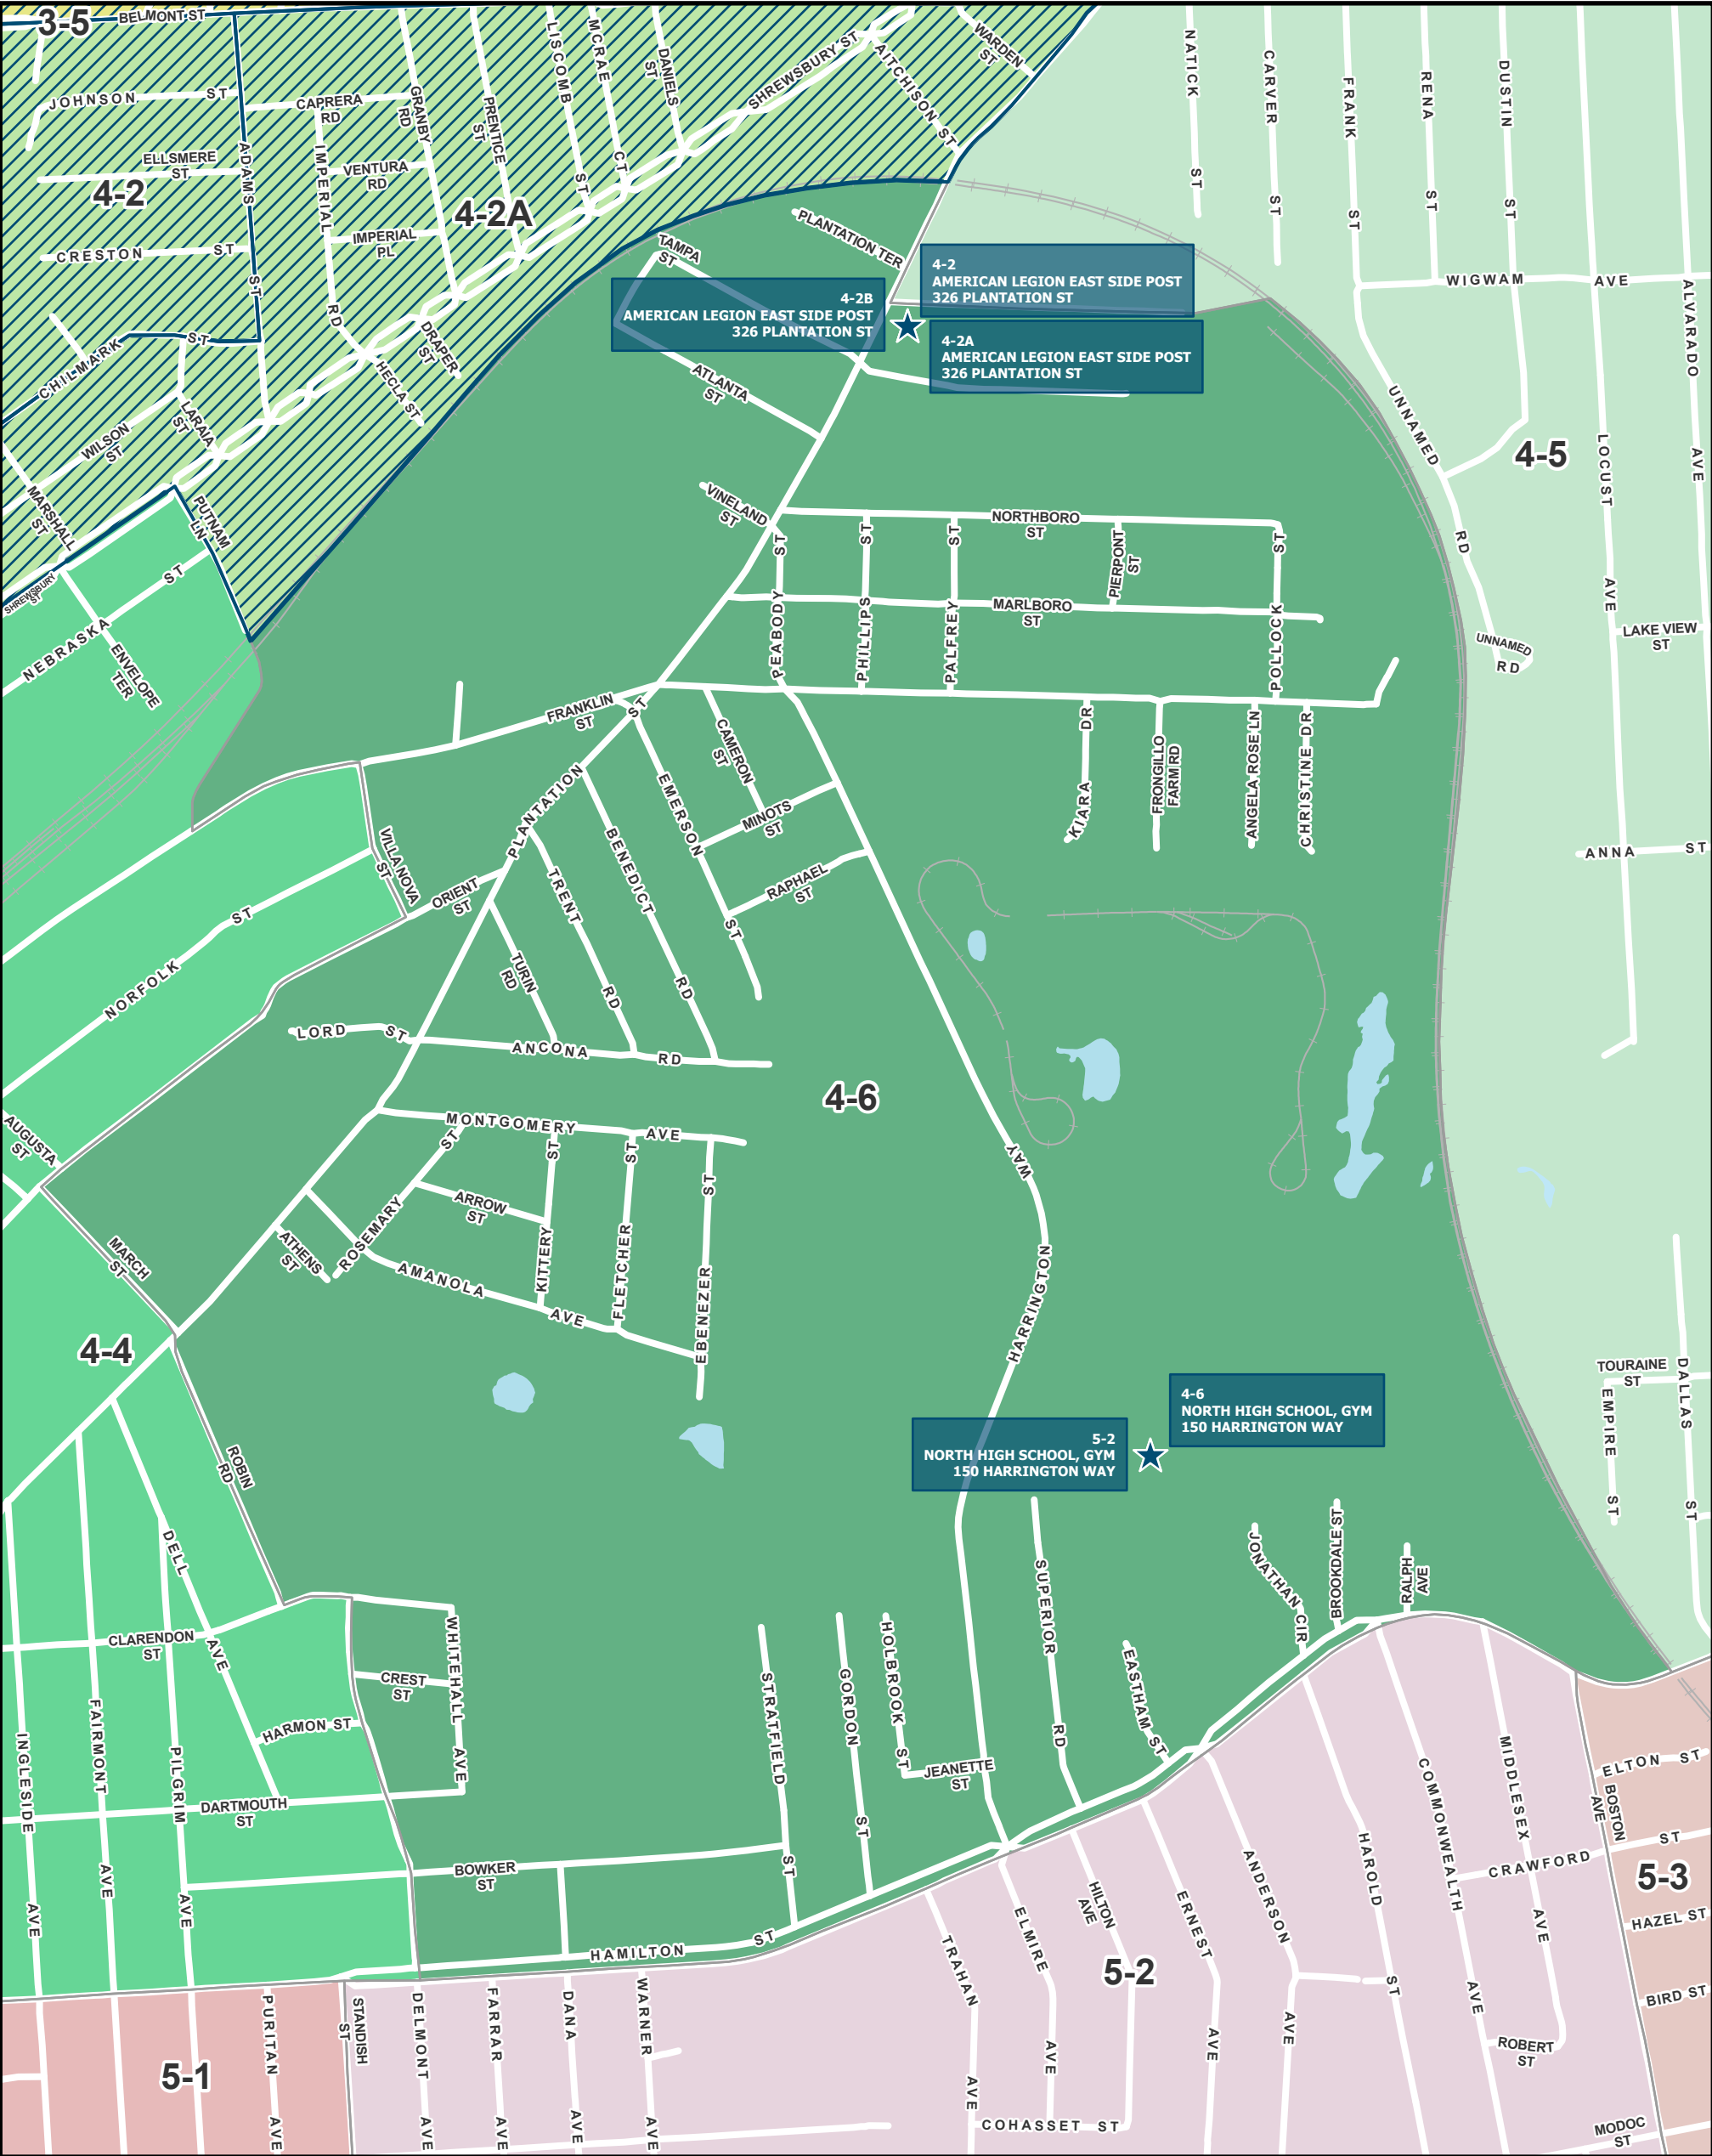 3-5
BELMONT ST
JOHNSON ST
ELLSMERE
ST
4-2
CRESTON ST
ADAMS ST
CAPRERA
RD
IMPERIAL RD
VENTURA
RD
IMPERIAL
PL
GRANBY
RD
PRENTICE
ST
4-2A
LISCOMB ST
MCRAE CT
DANIELS
ST
SHREWSBURY ST
AITCHISON ST
WARDEN
ST
CHILMARK ST
WILSON
ST
LARAIA
ST
HECLA ST
DRAPER
ST
MARSHALL
ST
PUTNAM
LN
SHREWSBURY
ST
NEBRASKA ST
ENVELOPE
TER
NATICK ST
CARVER ST
FRANK ST
RENA ST
DUSTIN ST
WIGWAM AVE
ALVARADO AVE
LOCUST AVE
UNNAMED RD
4-5
UNNAMED
RD
LAKE VIEW
ST
ANNA ST
PLANTATION TER
TAMPA
ST
4-2
AMERICAN LEGION EAST SIDE POST
326 PLANTATION ST
4-2B
AMERICAN LEGION EAST SIDE POST
326 PLANTATION ST
4-2A
AMERICAN LEGION EAST SIDE POST
326 PLANTATION ST
ATLANTA
ST
VINELAND
ST
NORTHBORO
ST
PEABODY ST
PHILLIPS ST
PALFREY ST
PIERPONT
ST
MARLBORO
ST
POLLOCK ST
FRANKLIN
ST
PLANTATION ST
CAMERON
ST
EMERSON ST
MINOTS
ST
RAPHAEL
ST
KIARA DR
FRONGILLO
FARM RD
ANGELA ROSE LN
CHRISTINE DR
VILLA NOVA
ST
ORIENT
ST
TRENT RD
BENEDICT RD
TURIN
RD
NORFOLK ST
LORD ST
ANCONA RD
4-6
MONTGOMERY AVE
AUGUSTA
ST
MARCH
ST
ATHENS
ST
ROSEMARY ST
ARROW
ST
KITTERY ST
FLETCHER ST
EBENEZER ST
AMANOLA AVE
HARRINGTON WAY
4-4
ROBIN
RD
4-6
NORTH HIGH SCHOOL, GYM
150 HARRINGTON WAY
5-2
NORTH HIGH SCHOOL, GYM
150 HARRINGTON WAY
TOURAINE
ST
EMPIRE ST
DALLAS ST
DELL AVE
CLARENDON
ST
WHITEHALL AVE
CREST
ST
HARMON ST
INGLESIDE AVE
FAIRMONT AVE
PILGRIM AVE
DARTMOUTH
ST
BOWKER
ST
STRATFIELD ST
GORDON ST
HOLBROOK ST
JEANETTE
ST
SUPERIOR RD
EASTHAM ST
JONATHAN CIR
BROOKDALE ST
RALPH
AVE
HAMILTON ST
5-1
PURITAN AVE
STANDISH
ST
DELMONT AVE
FARRAR AVE
DANA AVE
WARNER AVE
TRAHAN AVE
ELMIRE AVE
HILTON
AVE
ERNEST AVE
ANDERSON AVE
5-2
COHASSET ST
HAROLD ST
COMMONWEALTH AVE
MIDDLESEX AVE
CRAWFORD ST
ROBERT
ST
BOSTON
AVE
ELTON ST
5-3
HAZEL ST
BIRD ST
MODOC
ST